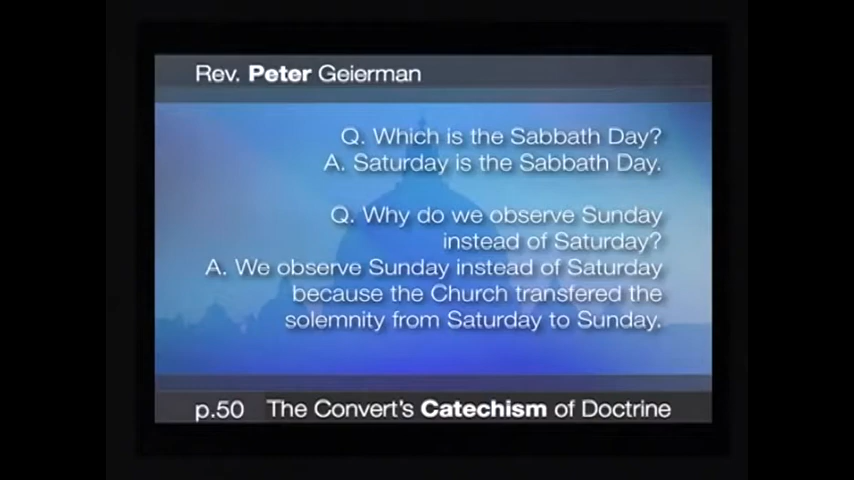 Rev. Peter Geierman
Q. Which is the Sabbath Day?
A. Saturday is the Sabbath Day.
Q. Why do we observe Sunday
instead of Saturday?
A. We observe Sunday instead of Saturday
because the Church transfered the
solemnity from Saturday to Sunday.
p.50 The Convert's Catechism of Doctrine